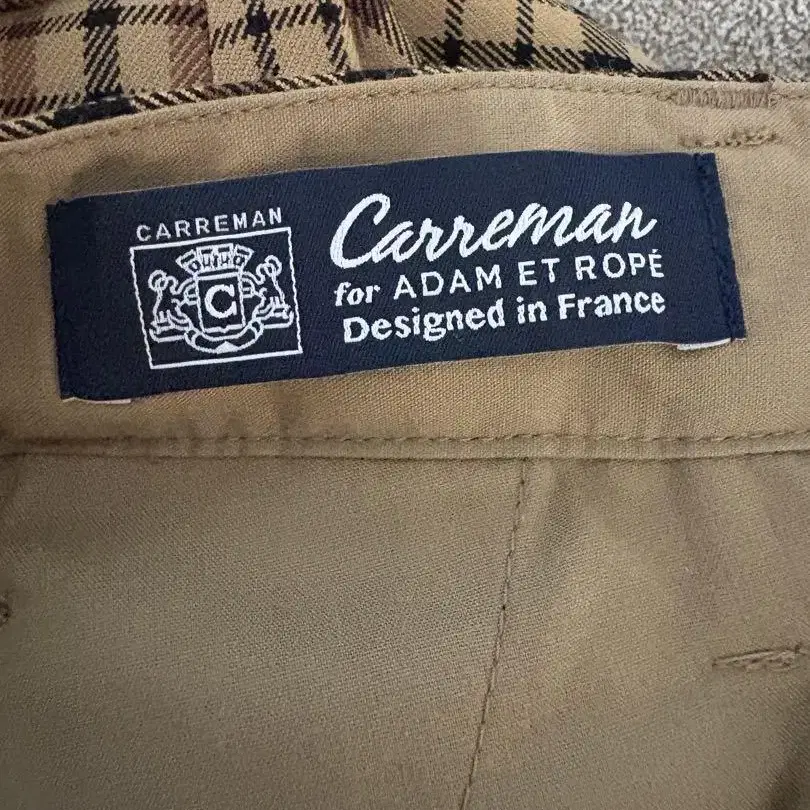 CARREMAN
C
Carreman
for ADAM ET ROPÉ
Designed in France